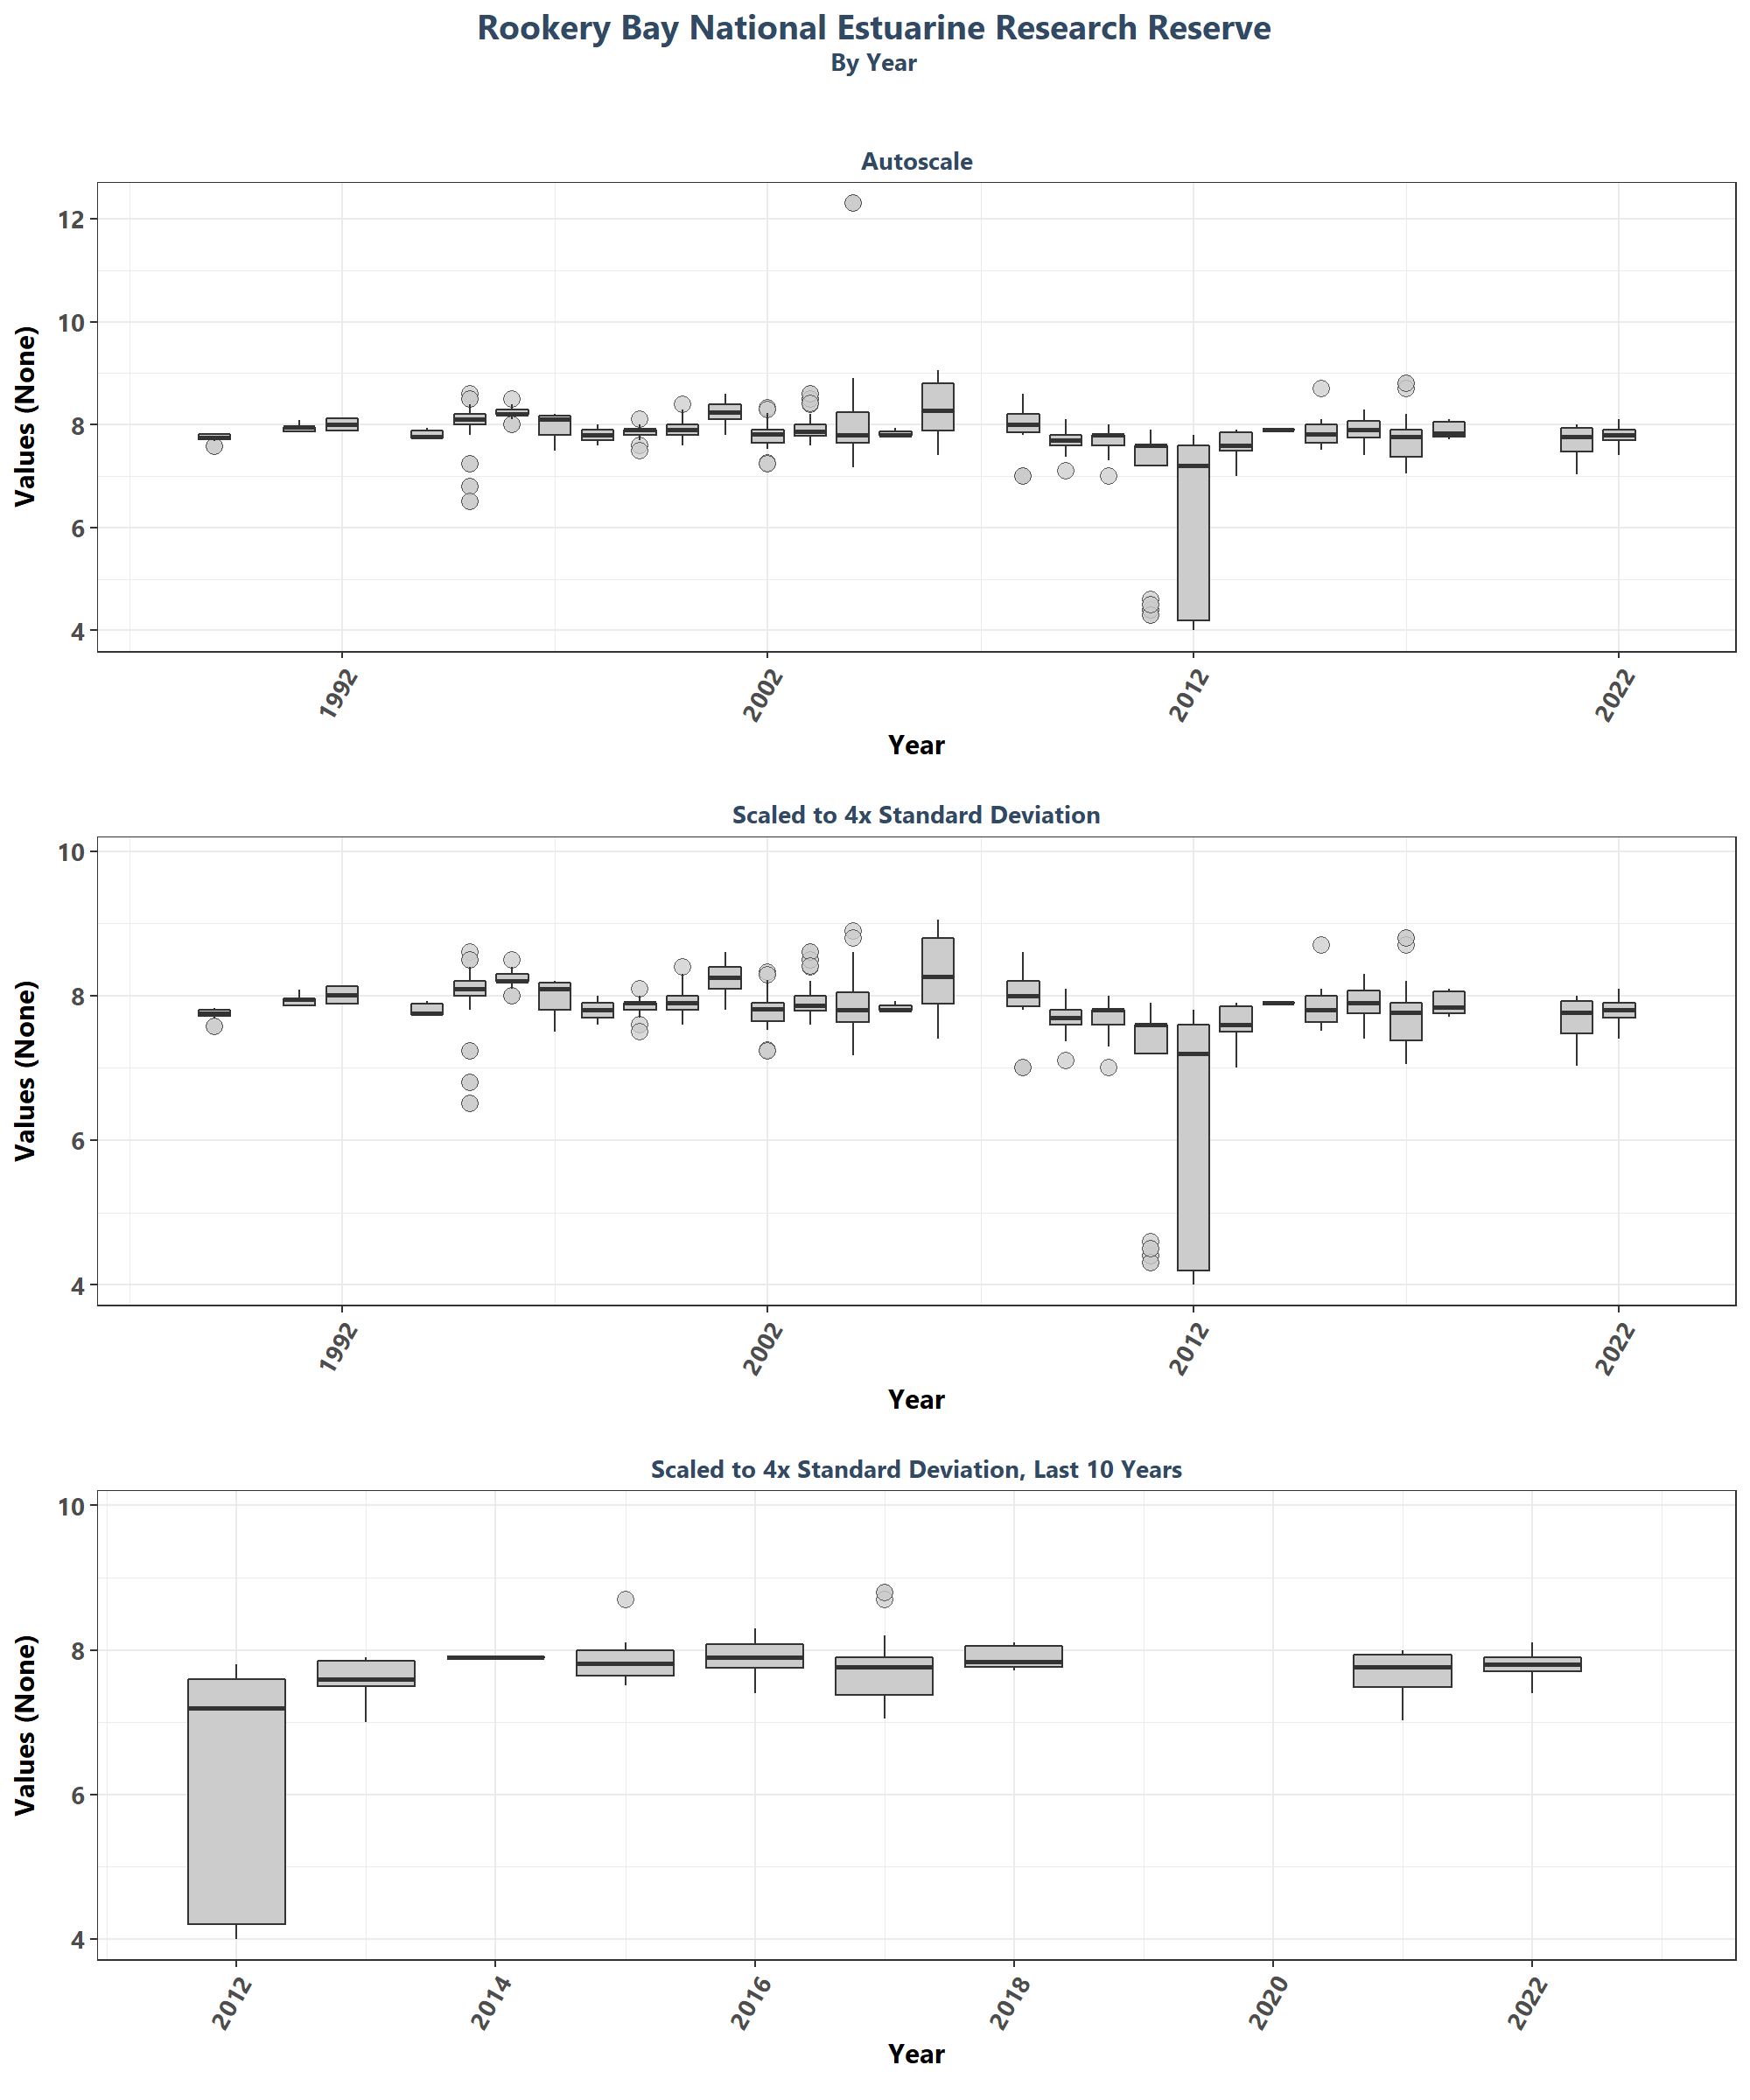 Rookery Bay National Estuarine Research Reserve
By Year
Autoscale
Values (None)
12
10
8
6
4
1992
2002
2012
2022
Year
Scaled to 4x Standard Deviation
Values (None)
10
8
6
4
1992
2002
2012
2022
Year
Scaled to 4x Standard Deviation, Last 10 Years
Values (None)
10
8
6
4
2012
2014
2016
2018
2020
2022
Year